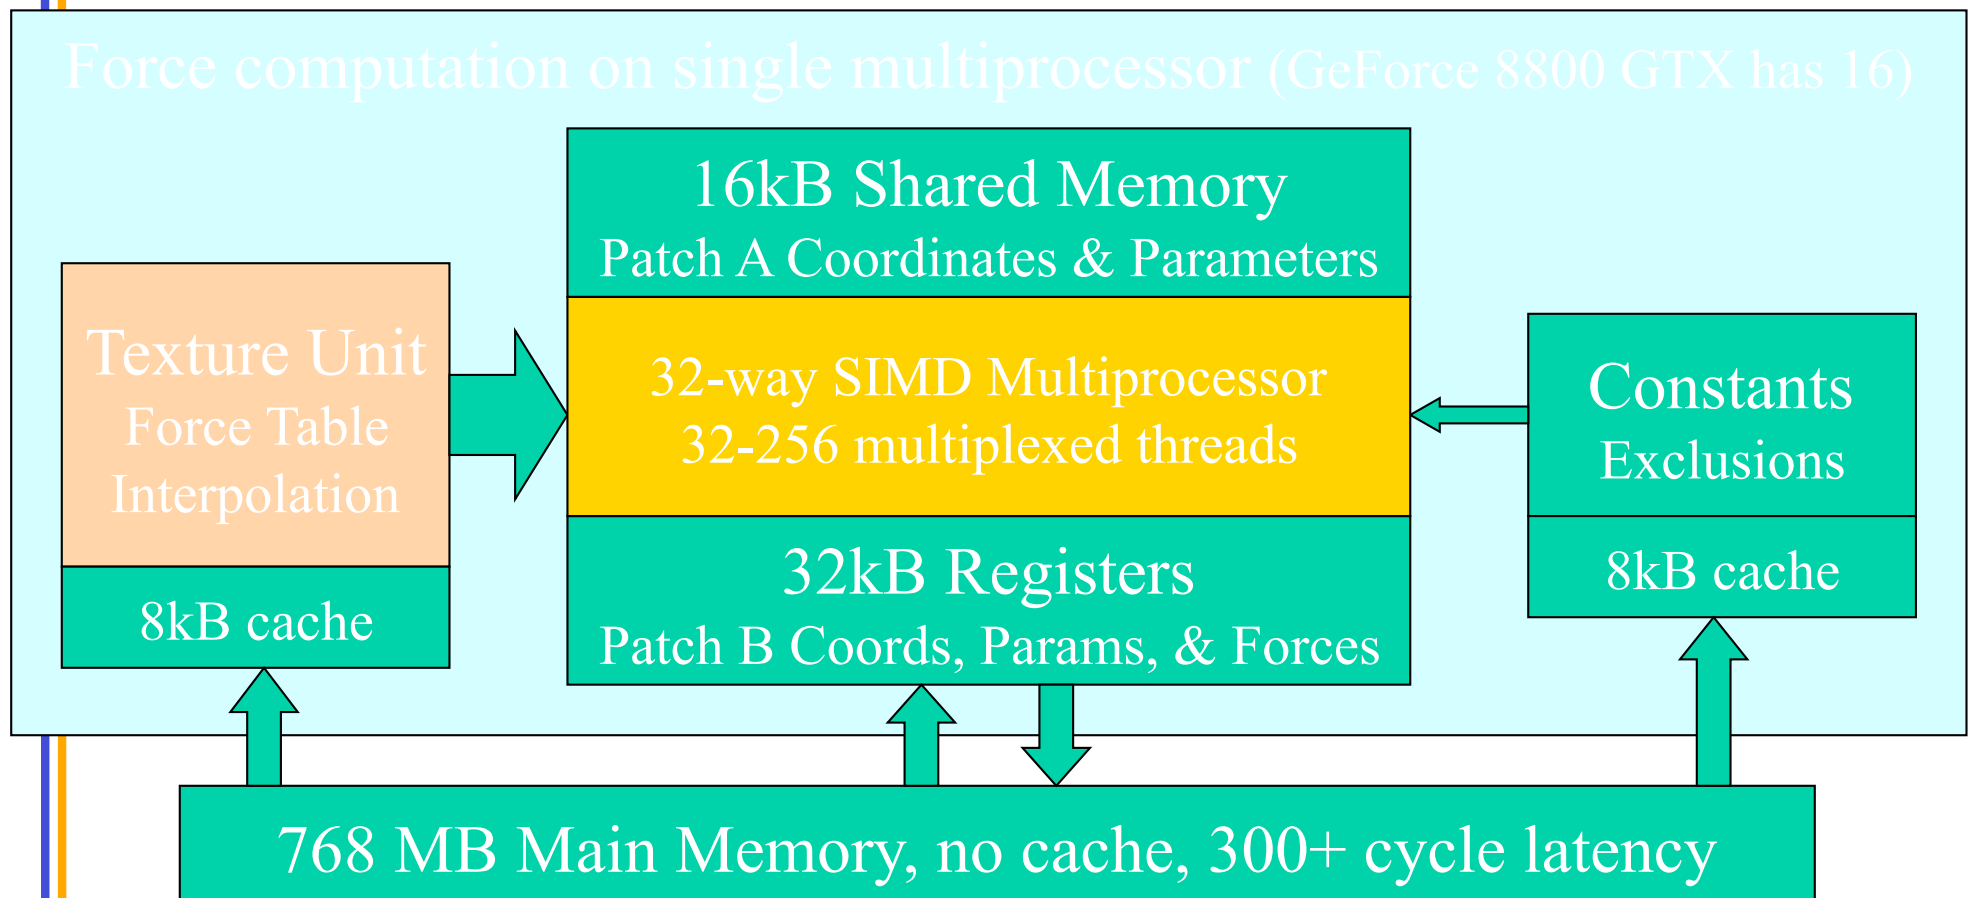 Force computation on single multiprocessor (GeForce 8800 GTX has 16)
16kB Shared Memory
Patch A Coordinates & Parameters
Texture Unit
Force Table
Interpolation
8kB cache
32-way SIMD Multiprocessor
32-256 multiplexed threads
Constants
Exclusions
8kB cache
32kB Registers
Patch B Coords, Params, & Forces
768 MB Main Memory, no cache, 300+ cycle latency